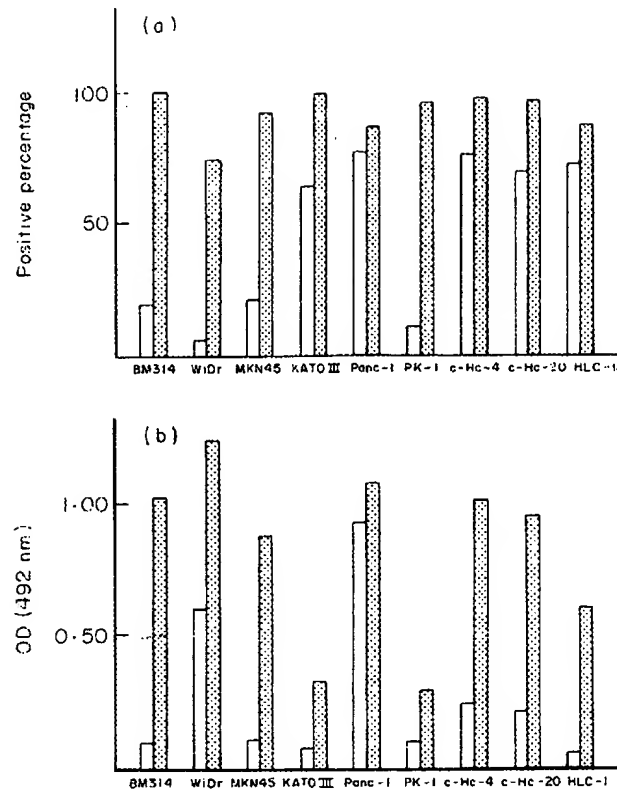 (a)
Positive percentage
100
50
BM314 WiDr MKN45 KATO III Panc-1 PK-1 c-Hc-4 c-Hc-20 HLC-1
(b)
OD (492 nm)
1·00
0·50
BM314 WiDr MKN45 KATO III Panc-1 PK-1 c-Hc-4 c-Hc-20 HLC-1